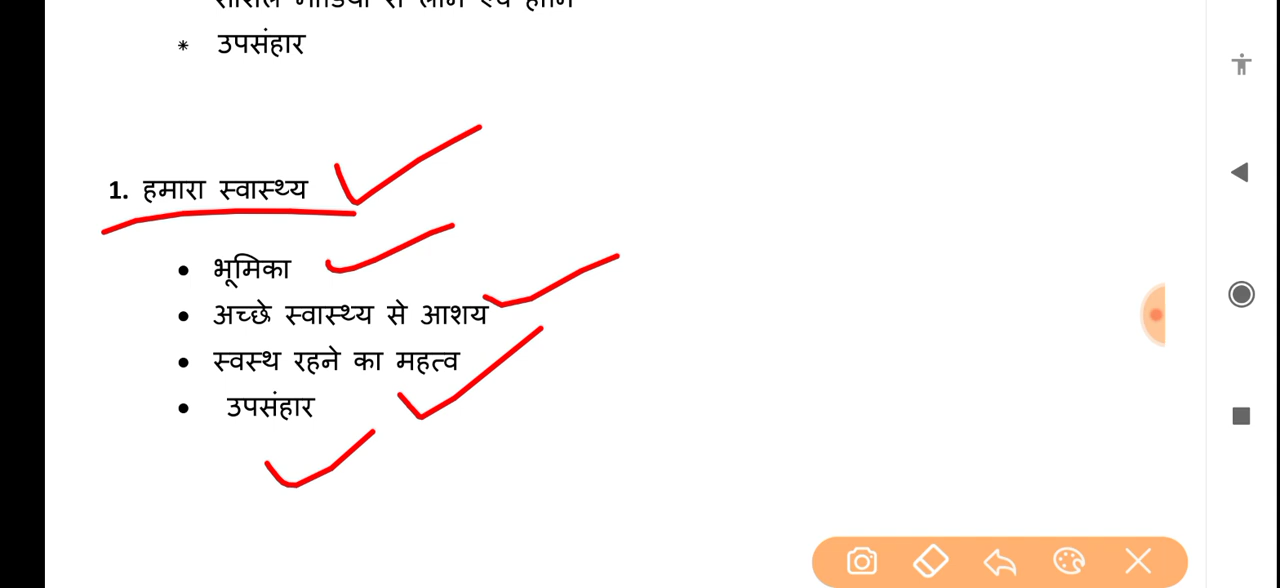 * उपसंहार
1. हमारा स्वास्थ्य
• भूमिका
• अच्छे स्वास्थ्य से आशय
• स्वस्थ रहने का महत्व
• उपसंहार